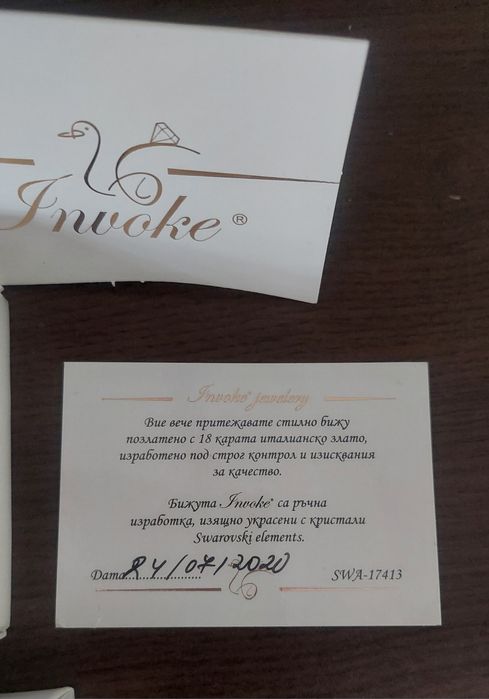 Invoke ®
Invoke® jewelery
Вие вече притежавате стилно бижу
позлатено с 18 карата италианско злато,
изработено под строг контрол и изисквания
за качество.
Бижута Invoke® са ръчна
изработка, изящно украсени с кристали
Swarovski elements.
Дата 24/07/2020
SWA-17413